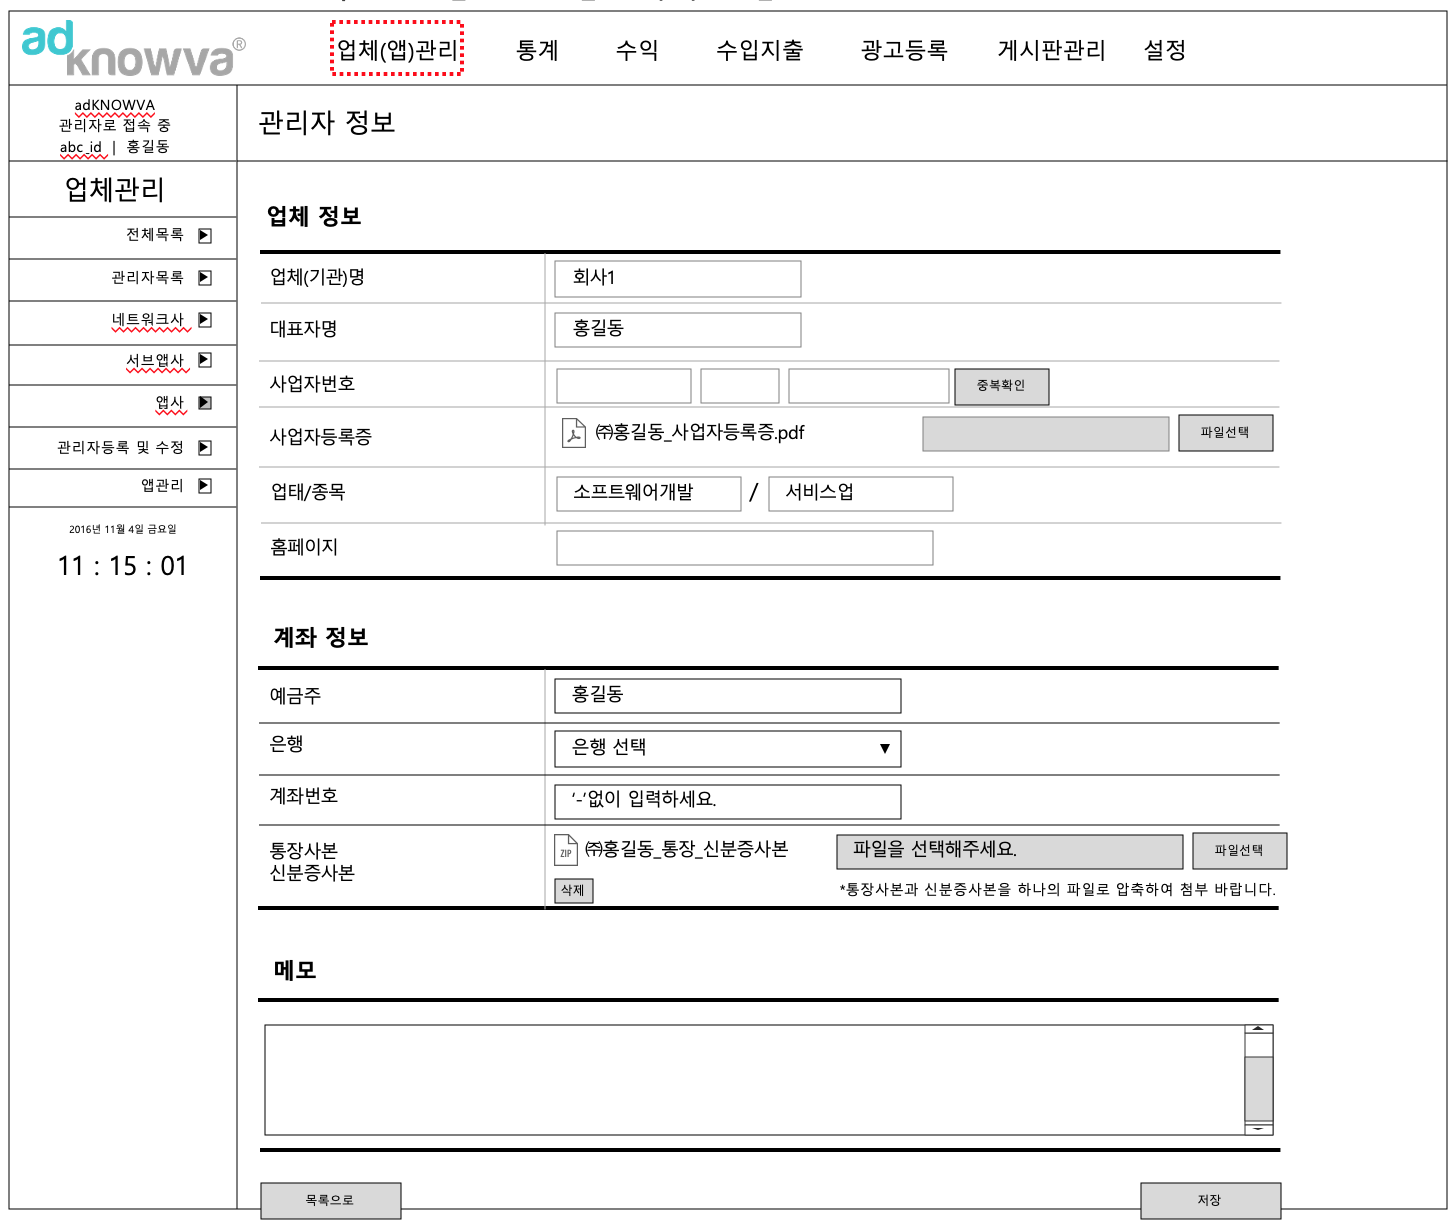 adknowva®
업체(앱)관리 통계 수익 수입지출 광고등록 게시판관리 설정
adKNOWVA
관리자로 접속 중
abc_id | 홍길동
관리자 정보
업체관리
전체목록
관리자목록
네트워크사
서브앱사
앱사
관리자등록 및 수정
앱관리
2016년 11월 4일 금요일
11 : 15 : 01
업체 정보
업체(기관)명 회사1
대표자명 홍길동
사업자번호 중복확인
사업자등록증 ㈜홍길동_사업자등록증.pdf 파일선택
업태/종목 소프트웨어개발 / 서비스업
홈페이지
계좌 정보
예금주 홍길동
은행 은행 선택 ▼
계좌번호 ‘-‘없이 입력하세요.
통장사본
신분증사본
ZIP ㈜홍길동_통장_신분증사본 파일을 선택해주세요. 파일선택
삭제 *통장사본과 신분증사본을 하나의 파일로 압축하여 첨부 바랍니다.
메모
목록으로 저장